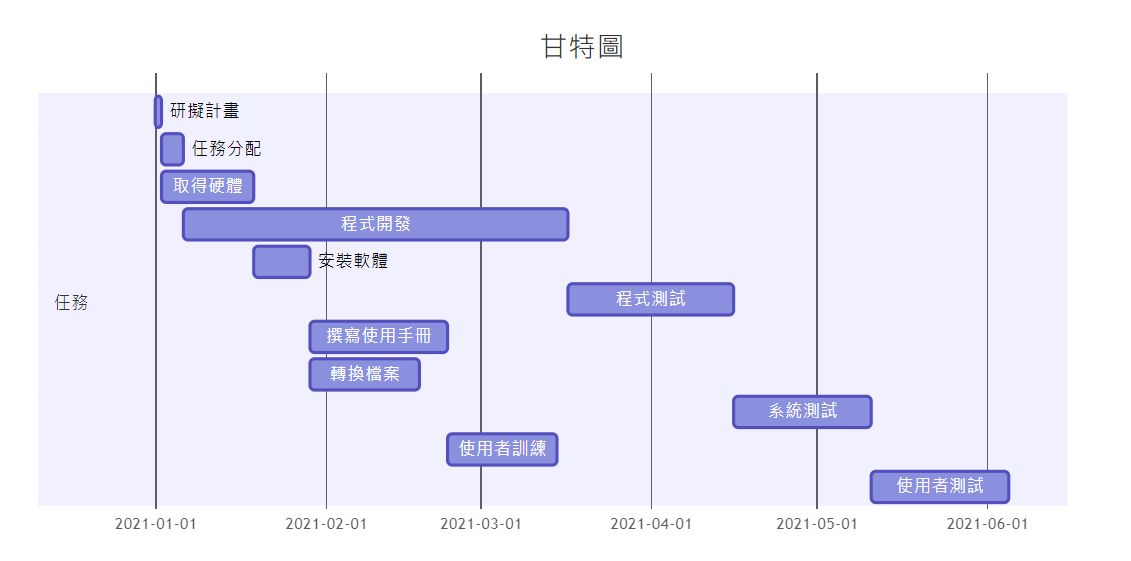 甘特圖
研擬計畫
任務分配
取得硬體
程式開發
安裝軟體
程式測試
任務
撰寫使用手冊
轉換檔案
系統測試
使用者訓練
使用者測試
2021-01-01
2021-02-01
2021-03-01
2021-04-01
2021-05-01
2021-06-01